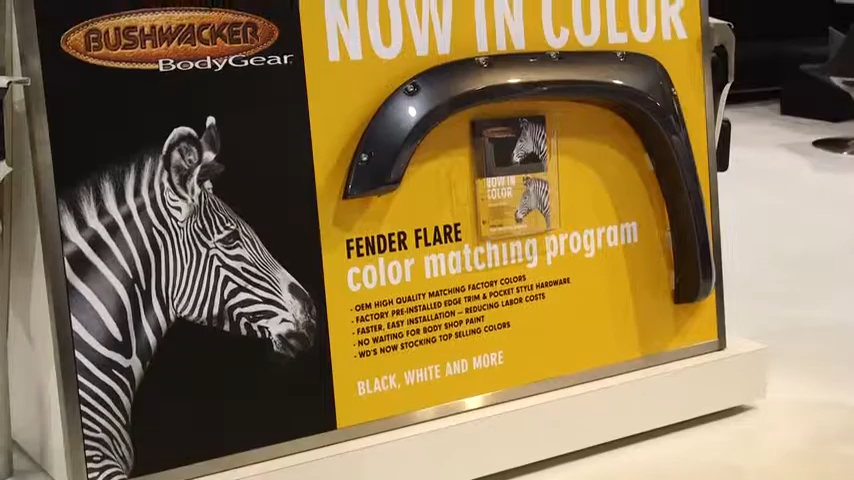 BUSHWACKER
BodyGear
NOW IN COLOR
NOW IN
COLOR
FENDER FLARE
color matching program
- OEM HIGH QUALITY MATCHING FACTORY COLORS
- FACTORY PRE-INSTALLED EDGE TRIM & POCKET STYLE HARDWARE
- FASTER, EASY INSTALLATION — REDUCING LABOR COSTS
- NO WAITING FOR BODY SHOP PAINT
- WD'S NOW STOCKING TOP SELLING COLORS
BLACK, WHITE AND MORE